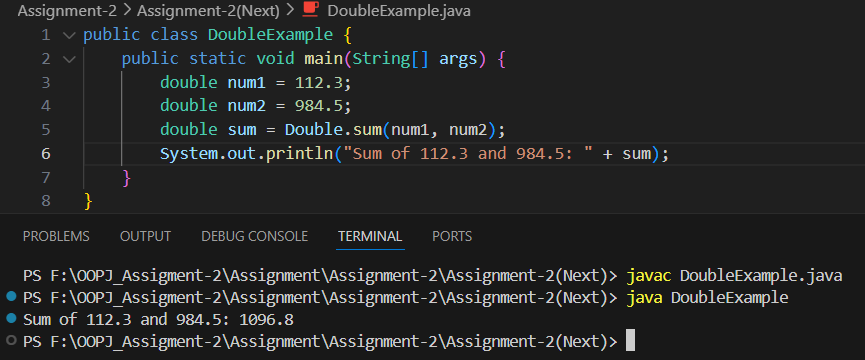 Assignment-2 > Assignment-2(Next) > DoubleExample.java
1 public class DoubleExample {
2     public static void main(String[] args) {
3         double num1 = 112.3;
4         double num2 = 984.5;
5         double sum = Double.sum(num1, num2);
6         System.out.println("Sum of 112.3 and 984.5: " + sum);
7     }
8 }
PROBLEMS OUTPUT DEBUG CONSOLE TERMINAL PORTS
PS F:\OOPJ_Assigment-2\Assignment\Assignment-2\Assignment-2(Next)> javac DoubleExample.java
PS F:\OOPJ_Assigment-2\Assignment\Assignment-2\Assignment-2(Next)> java DoubleExample
Sum of 112.3 and 984.5: 1096.8
PS F:\OOPJ_Assigment-2\Assignment\Assignment-2\Assignment-2(Next)>